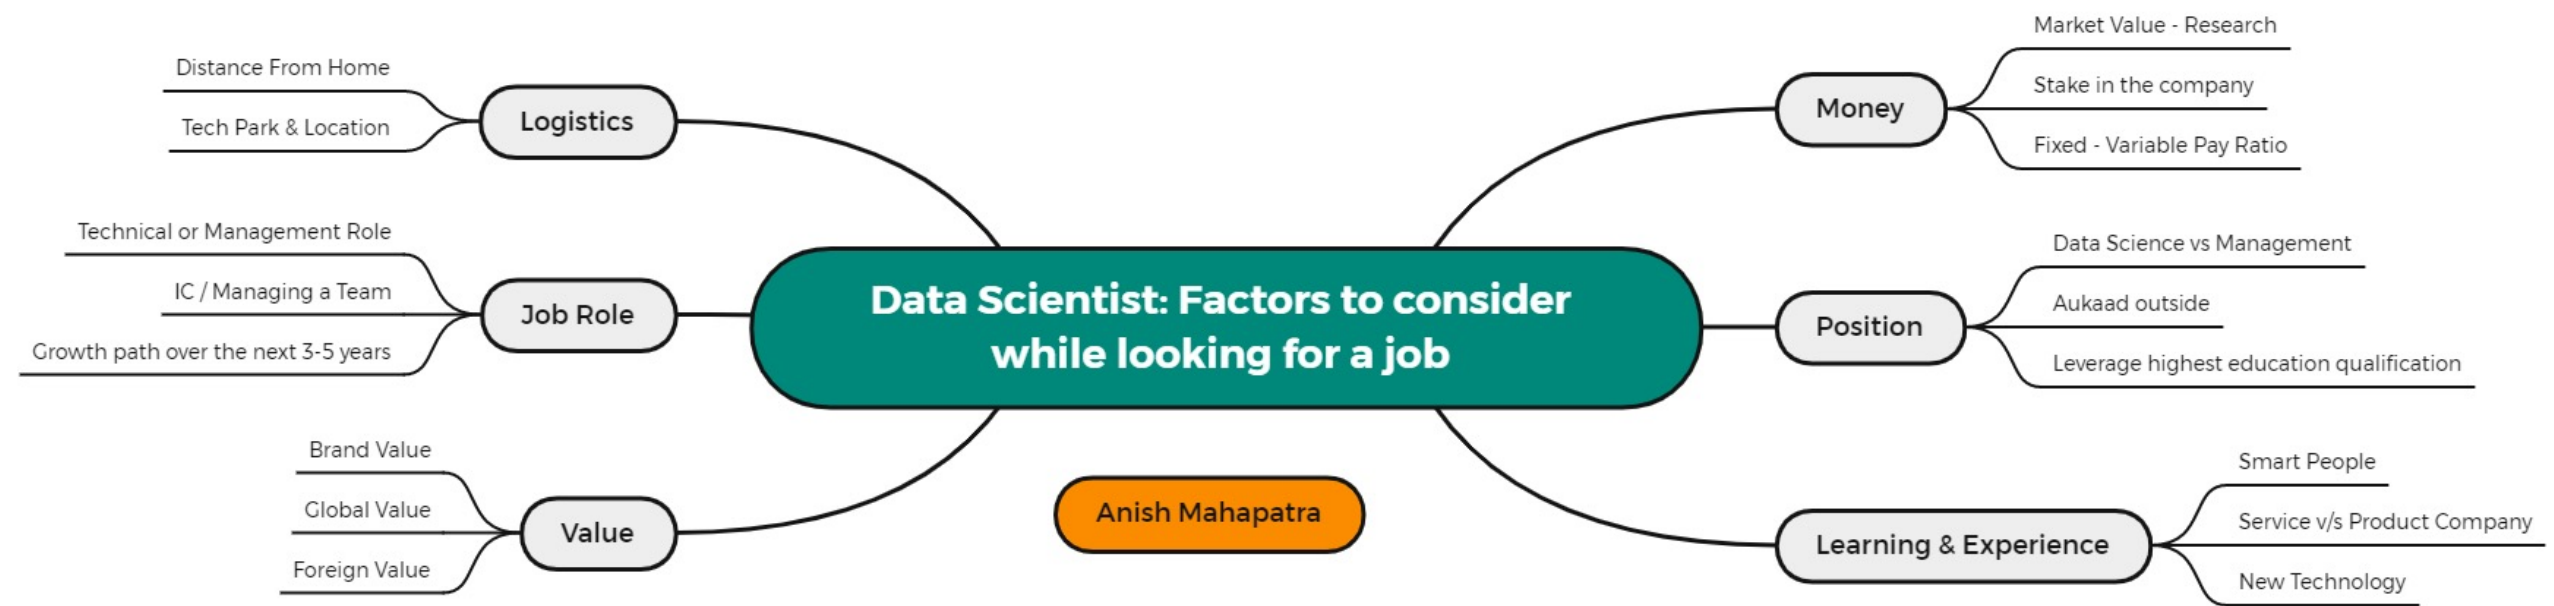 Distance From Home
Tech Park & Location
Logistics
Technical or Management Role
IC / Managing a Team
Growth path over the next 3-5 years
Job Role
Brand Value
Global Value
Foreign Value
Value
Data Scientist: Factors to consider
while looking for a job
Anish Mahapatra
Money
Market Value - Research
Stake in the company
Fixed - Variable Pay Ratio
Position
Data Science vs Management
Aukaad outside
Leverage highest education qualification
Learning & Experience
Smart People
Service v/s Product Company
New Technology